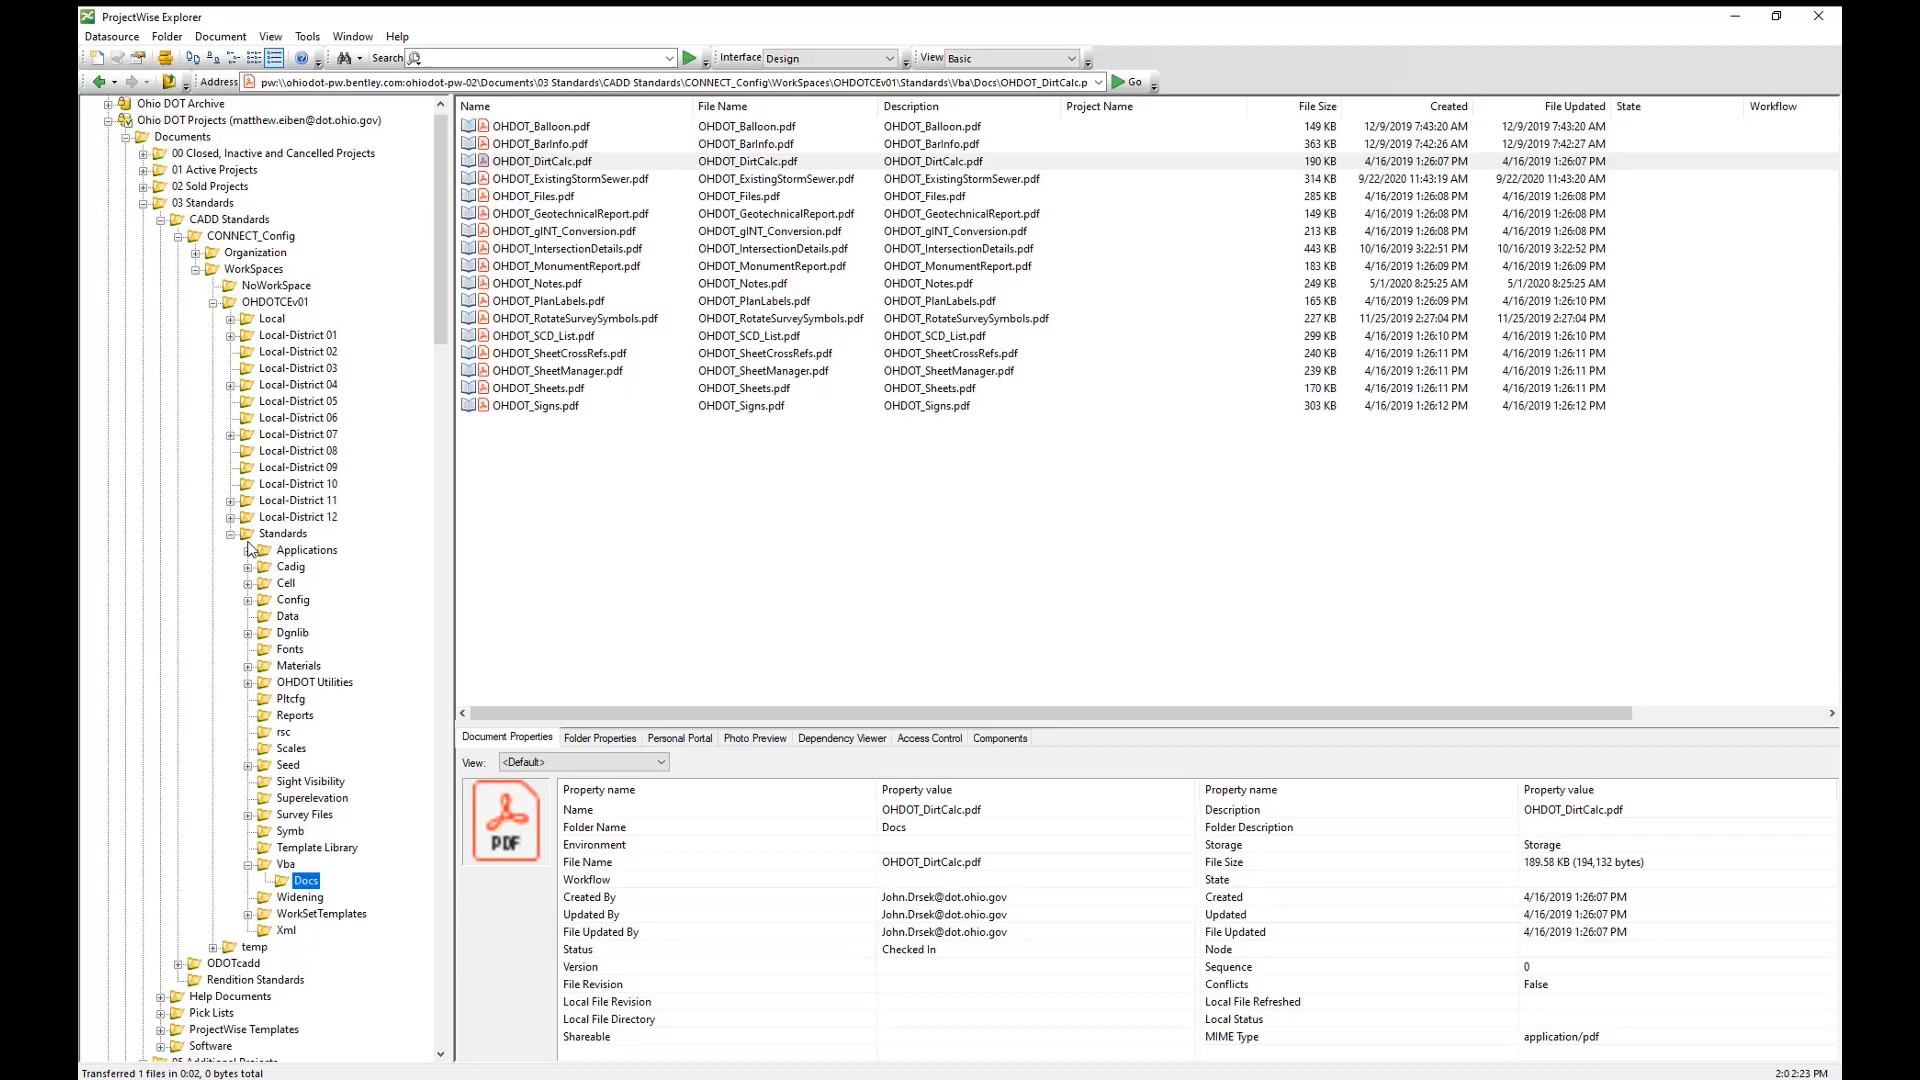 ProjectWise Explorer
Datasource Folder Document View Tools Window Help
Search Interface Design View Basic
Address pw:\\ohiodot-pw.bentley.com:ohiodot-pw-02\Documents\03 Standards\CADD Standards\CONNECT_Config\WorkSpaces\OHDOTCEv01\Standards\Vba\Docs\OHDOT_DirtCalc.p Go
Ohio DOT Archive
Ohio DOT Projects (matthew.eiben@dot.ohio.gov)
Documents
00 Closed, Inactive and Cancelled Projects
01 Active Projects
02 Sold Projects
03 Standards
CADD Standards
CONNECT_Config
Organization
WorkSpaces
NoWorkSpace
OHDOTCEv01
Local
Local-District 01
Local-District 02
Local-District 03
Local-District 04
Local-District 05
Local-District 06
Local-District 07
Local-District 08
Local-District 09
Local-District 10
Local-District 11
Local-District 12
Standards
Applications
Cadig
Cell
Config
Data
Dgnlib
Fonts
Materials
OHDOT Utilities
Pltcfg
Reports
rsc
Scales
Seed
Sight Visibility
Superelevation
Survey Files
Symb
Template Library
Vba
Docs
Widening
WorkSetTemplates
Xml
temp
ODOTcadd
Rendition Standards
Help Documents
Pick Lists
ProjectWise Templates
Software
Name File Name Description Project Name File Size Created File Updated State Workflow
OHDOT_Balloon.pdf OHDOT_Balloon.pdf OHDOT_Balloon.pdf 149 KB 12/9/2019 7:43:20 AM 12/9/2019 7:43:20 AM
OHDOT_BarInfo.pdf OHDOT_BarInfo.pdf OHDOT_BarInfo.pdf 363 KB 12/9/2019 7:42:26 AM 12/9/2019 7:42:27 AM
OHDOT_DirtCalc.pdf OHDOT_DirtCalc.pdf OHDOT_DirtCalc.pdf 190 KB 4/16/2019 1:26:07 PM 4/16/2019 1:26:07 PM
OHDOT_ExistingStormSewer.pdf OHDOT_ExistingStormSewer.pdf OHDOT_ExistingStormSewer.pdf 314 KB 9/22/2020 11:43:19 AM 9/22/2020 11:43:20 AM
OHDOT_Files.pdf OHDOT_Files.pdf OHDOT_Files.pdf 285 KB 4/16/2019 1:26:08 PM 4/16/2019 1:26:08 PM
OHDOT_GeotechnicalReport.pdf OHDOT_GeotechnicalReport.pdf OHDOT_GeotechnicalReport.pdf 149 KB 4/16/2019 1:26:08 PM 4/16/2019 1:26:08 PM
OHDOT_gINT_Conversion.pdf OHDOT_gINT_Conversion.pdf OHDOT_gINT_Conversion.pdf 213 KB 4/16/2019 1:26:08 PM 4/16/2019 1:26:08 PM
OHDOT_IntersectionDetails.pdf OHDOT_IntersectionDetails.pdf OHDOT_IntersectionDetails.pdf 443 KB 10/16/2019 3:22:51 PM 10/16/2019 3:22:52 PM
OHDOT_MonumentReport.pdf OHDOT_MonumentReport.pdf OHDOT_MonumentReport.pdf 183 KB 4/16/2019 1:26:09 PM 4/16/2019 1:26:09 PM
OHDOT_Notes.pdf OHDOT_Notes.pdf OHDOT_Notes.pdf 249 KB 5/1/2020 8:25:25 AM 5/1/2020 8:25:25 AM
OHDOT_PlanLabels.pdf OHDOT_PlanLabels.pdf OHDOT_PlanLabels.pdf 165 KB 4/16/2019 1:26:09 PM 4/16/2019 1:26:10 PM
OHDOT_RotateSurveySymbols.pdf OHDOT_RotateSurveySymbols.pdf OHDOT_RotateSurveySymbols.pdf 227 KB 11/25/2019 2:27:04 PM 11/25/2019 2:27:04 PM
OHDOT_SCD_List.pdf OHDOT_SCD_List.pdf OHDOT_SCD_List.pdf 299 KB 4/16/2019 1:26:10 PM 4/16/2019 1:26:10 PM
OHDOT_SheetCrossRefs.pdf OHDOT_SheetCrossRefs.pdf OHDOT_SheetCrossRefs.pdf 240 KB 4/16/2019 1:26:11 PM 4/16/2019 1:26:11 PM
OHDOT_SheetManager.pdf OHDOT_SheetManager.pdf OHDOT_SheetManager.pdf 239 KB 4/16/2019 1:26:11 PM 4/16/2019 1:26:11 PM
OHDOT_Sheets.pdf OHDOT_Sheets.pdf OHDOT_Sheets.pdf 170 KB 4/16/2019 1:26:11 PM 4/16/2019 1:26:11 PM
OHDOT_Signs.pdf OHDOT_Signs.pdf OHDOT_Signs.pdf 303 KB 4/16/2019 1:26:12 PM 4/16/2019 1:26:12 PM
Document Properties Folder Properties Personal Portal Photo Preview Dependency Viewer Access Control Components
View: <Default>
PDF
Property name Property value Property name Property value
Name OHDOT_DirtCalc.pdf Description OHDOT_DirtCalc.pdf
Folder Name Docs Folder Description
Environment Storage Storage
File Name OHDOT_DirtCalc.pdf File Size 189.58 KB (194,132 bytes)
Workflow State
Created By John.Drsek@dot.ohio.gov Created 4/16/2019 1:26:07 PM
Updated By John.Drsek@dot.ohio.gov Updated 4/16/2019 1:26:07 PM
File Updated By John.Drsek@dot.ohio.gov File Updated 4/16/2019 1:26:07 PM
Status Checked In Node
Version Sequence 0
File Revision Conflicts False
Local File Revision Local File Refreshed
Local File Directory Local Status
Shareable MIME Type application/pdf
Transferred 1 files in 0:02, 0 bytes total 2:02:23 PM